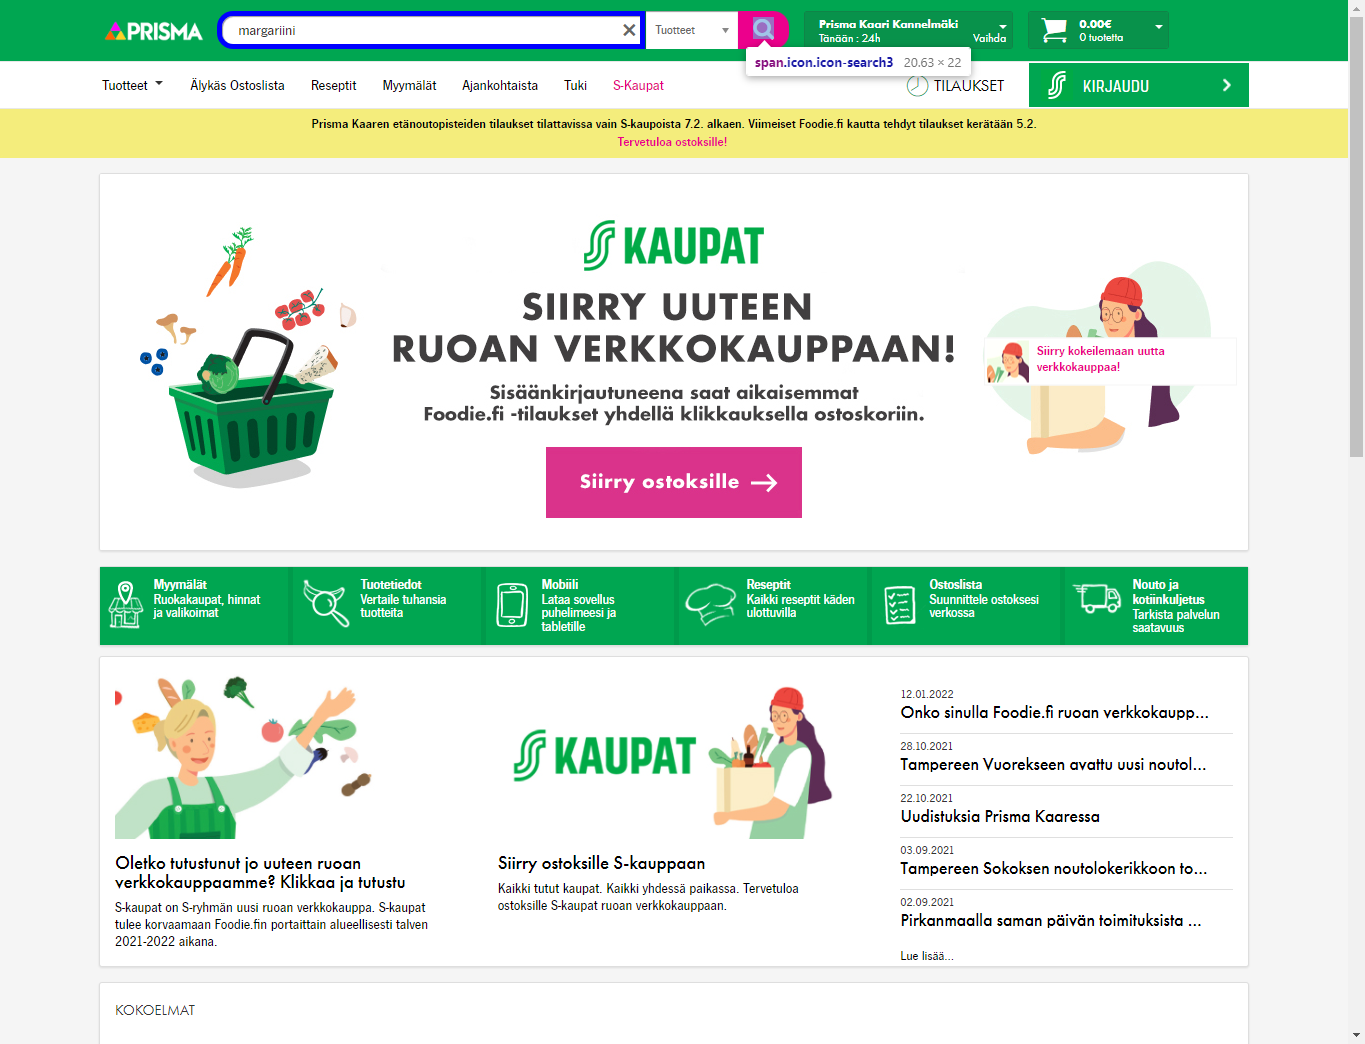 PRISMA
margariini
Tuotteet
Prisma Kaari Kannelmäki
Tänään : 24h
Vaihda
0.00€
0 tuotetta
span.icon.icon-search3 20.63 × 22
Tuotteet
Älykäs Ostoslista
Reseptit
Myymälät
Ajankohtaista
Tuki
S-Kaupat
TILAUKSET
KIRJAUDU
Prisma Kaaren etänoutopisteiden tilaukset tilattavissa vain S-kaupoista 7.2. alkaen. Viimeiset Foodie.fi kautta tehdyt tilaukset kerätään 5.2.
Tervetuloa ostoksille!
KAUPAT
SIIRRY UUTEEN
RUOAN VERKKOKAUPPAAN!
Sisäänkirjautuneena saat aikaisemmat
Foodie.fi -tilaukset yhdellä klikkauksella ostoskoriin.
Siirry ostoksille
Siirry kokeilemaan uutta
verkkokauppaa!
Myymälät
Ruokakaupat, hinnat
ja valikoimat
Tuotetiedot
Vertaile tuhansia
tuotteita
Mobiili
Lataa sovellus
puhelimeesi ja
tabletille
Reseptit
Kaikki reseptit käden
ulottuvilla
Ostoslista
Suunnittele ostoksesi
verkossa
Nouto ja
kotiinkuljetus
Tarkista palvelun
saatavuus
Oletko tutustunut jo uuteen ruoan
verkkokauppaamme? Klikkaa ja tutustu
S-kaupat on S-ryhmän uusi ruoan verkkokauppa. S-kaupat
tulee korvaamaan Foodie.fin portaittain alueellisesti talven
2021-2022 aikana.
KAUPAT
Siirry ostoksille S-kauppaan
Kaikki tutut kaupat. Kaikki yhdessä paikassa. Tervetuloa
ostoksille S-kaupat ruoan verkkokauppaan.
12.01.2022
Onko sinulla Foodie.fi ruoan verkkokaupp...
28.10.2021
Tampereen Vuorekseen avattu uusi noutol...
22.10.2021
Uudistuksia Prisma Kaaressa
03.09.2021
Tampereen Sokoksen noutolokerikkoon to...
02.09.2021
Pirkanmaalla saman päivän toimituksista ...
Lue lisää...
KOKOELMAT